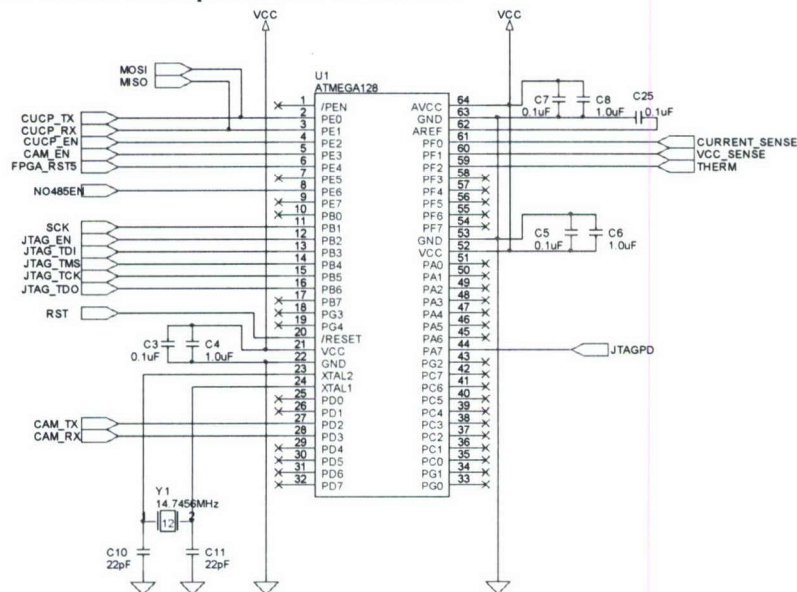 VCC
VCC
MOSI
MISO
U1
ATMEGA128
C7
0.1uF
C8
1.0uF
C25
0.1uF
CUCP_TX
CUCP_RX
CUCP_EN
CAM_EN
FPGA_RST5
NO485EN
SCK
JTAG_EN
JTAG_TDI
JTAG_TMS
JTAG_TCK
JTAG_TDO
RST
C3
0.1uF
C4
1.0uF
CAM_TX
CAM_RX
1 /PEN
2 PE0
3 PE1
4 PE2
5 PE3
6 PE4
7 PE5
8 PE6
9 PE7
10 PB0
11 PB1
12 PB2
13 PB3
14 PB4
15 PB5
16 PB6
17 PB7
18 PG3
19 PG4
20 /RESET
21 VCC
22 GND
23 XTAL2
24 XTAL1
25 PD0
26 PD1
27 PD2
28 PD3
29 PD4
30 PD5
31 PD6
32 PD7
AVCC 64
GND 63
AREF 62
PF0 61
PF1 60
PF2 59
PF3 58
PF4 57
PF5 56
PF6 55
PF7 54
GND 53
VCC 52
PA0 51
PA1 50
PA2 49
PA3 48
PA4 47
PA5 46
PA6 45
PA7 44
PG2 43
PC7 42
PC6 41
PC5 40
PC4 39
PC3 38
PC2 37
PC1 36
PC0 35
PG1 34
PG0 33
CURRENT_SENSE
VCC_SENSE
THERM
C5
0.1uF
C6
1.0uF
JTAGPD
Y1
14.7456MHz
1 12 2
C10
22pF
C11
22pF